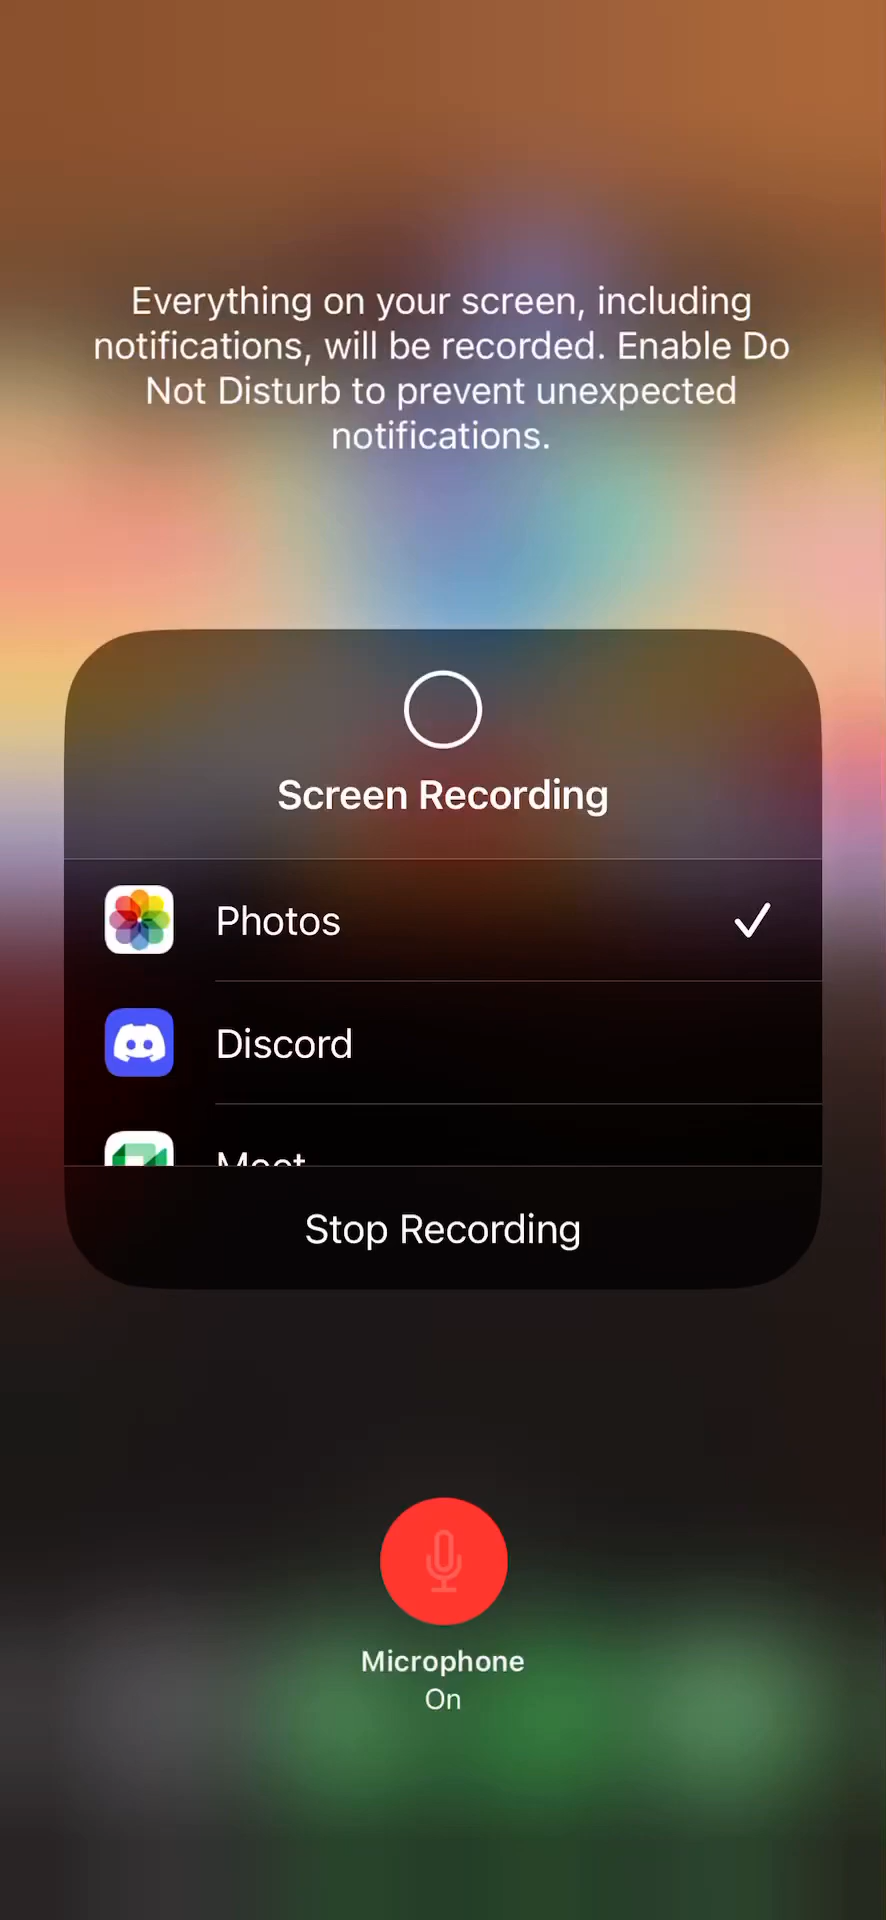 Everything on your screen, including
notifications, will be recorded. Enable Do
Not Disturb to prevent unexpected
notifications.
Screen Recording
Photos
Discord
Meet
Stop Recording
Microphone
On